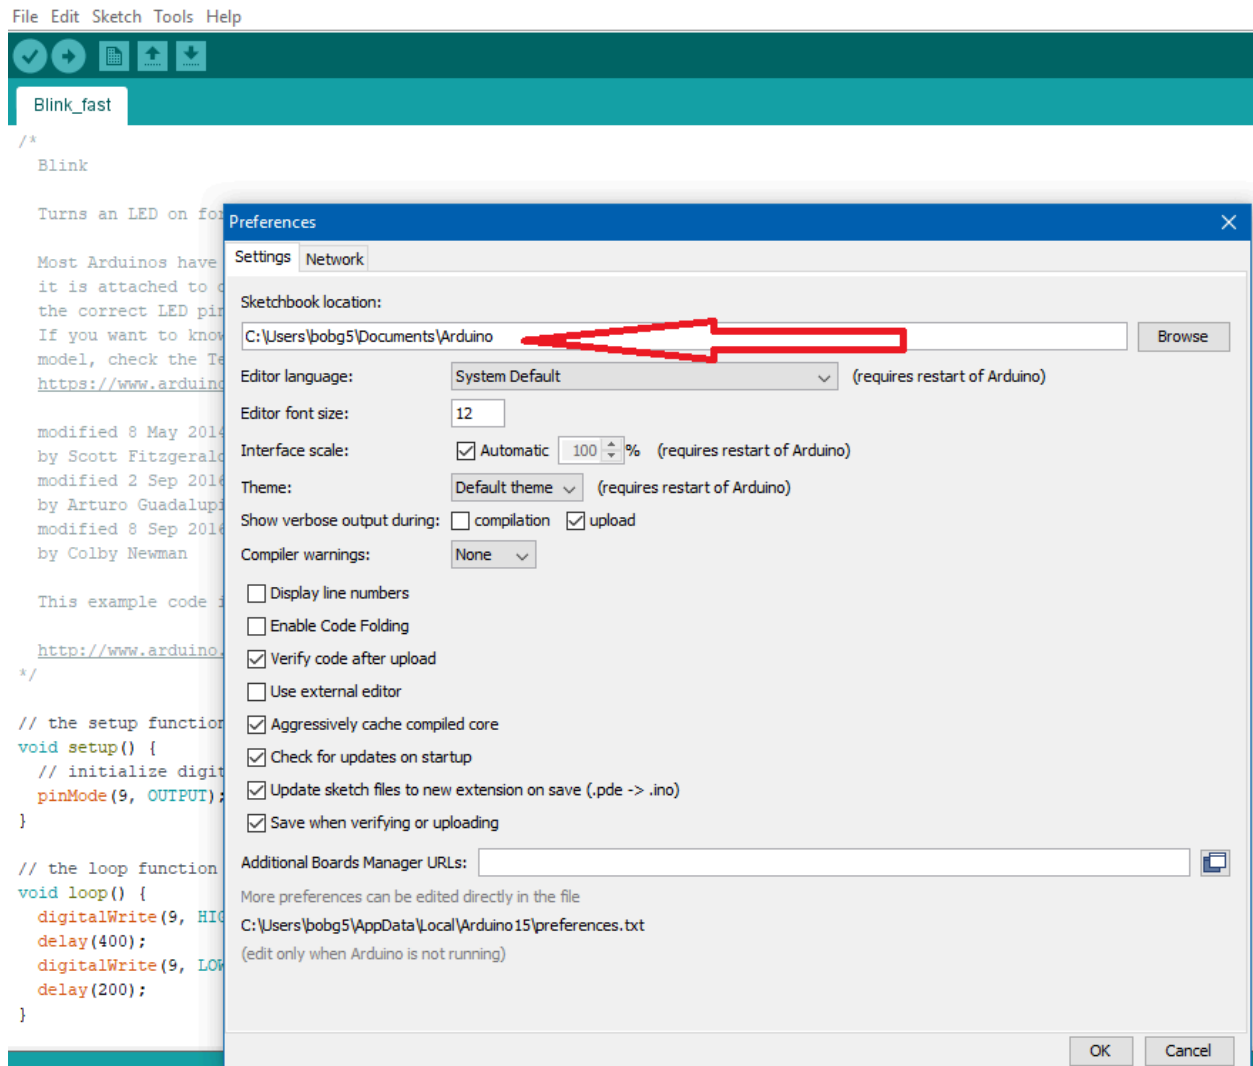 File Edit Sketch Tools Help
Blink_fast
/*
Blink
Turns an LED on for
Most Arduinos have
it is attached to
the correct LED pin
If you want to know
model, check the
https://www.arduino
modified 8 May 2014
by Scott Fitzgerald
modified 2 Sep 2016
by Arturo Guadalupi
modified 8 Sep 2016
by Colby Newman
This example code
http://www.arduino.
*/
// the setup function
void setup() {
// initialize digit
pinMode(9, OUTPUT);
}
// the loop function
void loop() {
digitalWrite(9, HIG
delay(400);
digitalWrite(9, LOW
delay(200);
}
Preferences
Settings Network
Sketchbook location:
C:\Users\bobg5\Documents\Arduino Browse
Editor language: System Default (requires restart of Arduino)
Editor font size: 12
Interface scale: Automatic 100 % (requires restart of Arduino)
Theme: Default theme (requires restart of Arduino)
Show verbose output during: compilation upload
Compiler warnings: None
Display line numbers
Enable Code Folding
Verify code after upload
Use external editor
Aggressively cache compiled core
Check for updates on startup
Update sketch files to new extension on save (.pde -> .ino)
Save when verifying or uploading
Additional Boards Manager URLs:
More preferences can be edited directly in the file
C:\Users\bobg5\AppData\Local\Arduino15\preferences.txt
(edit only when Arduino is not running)
OK Cancel